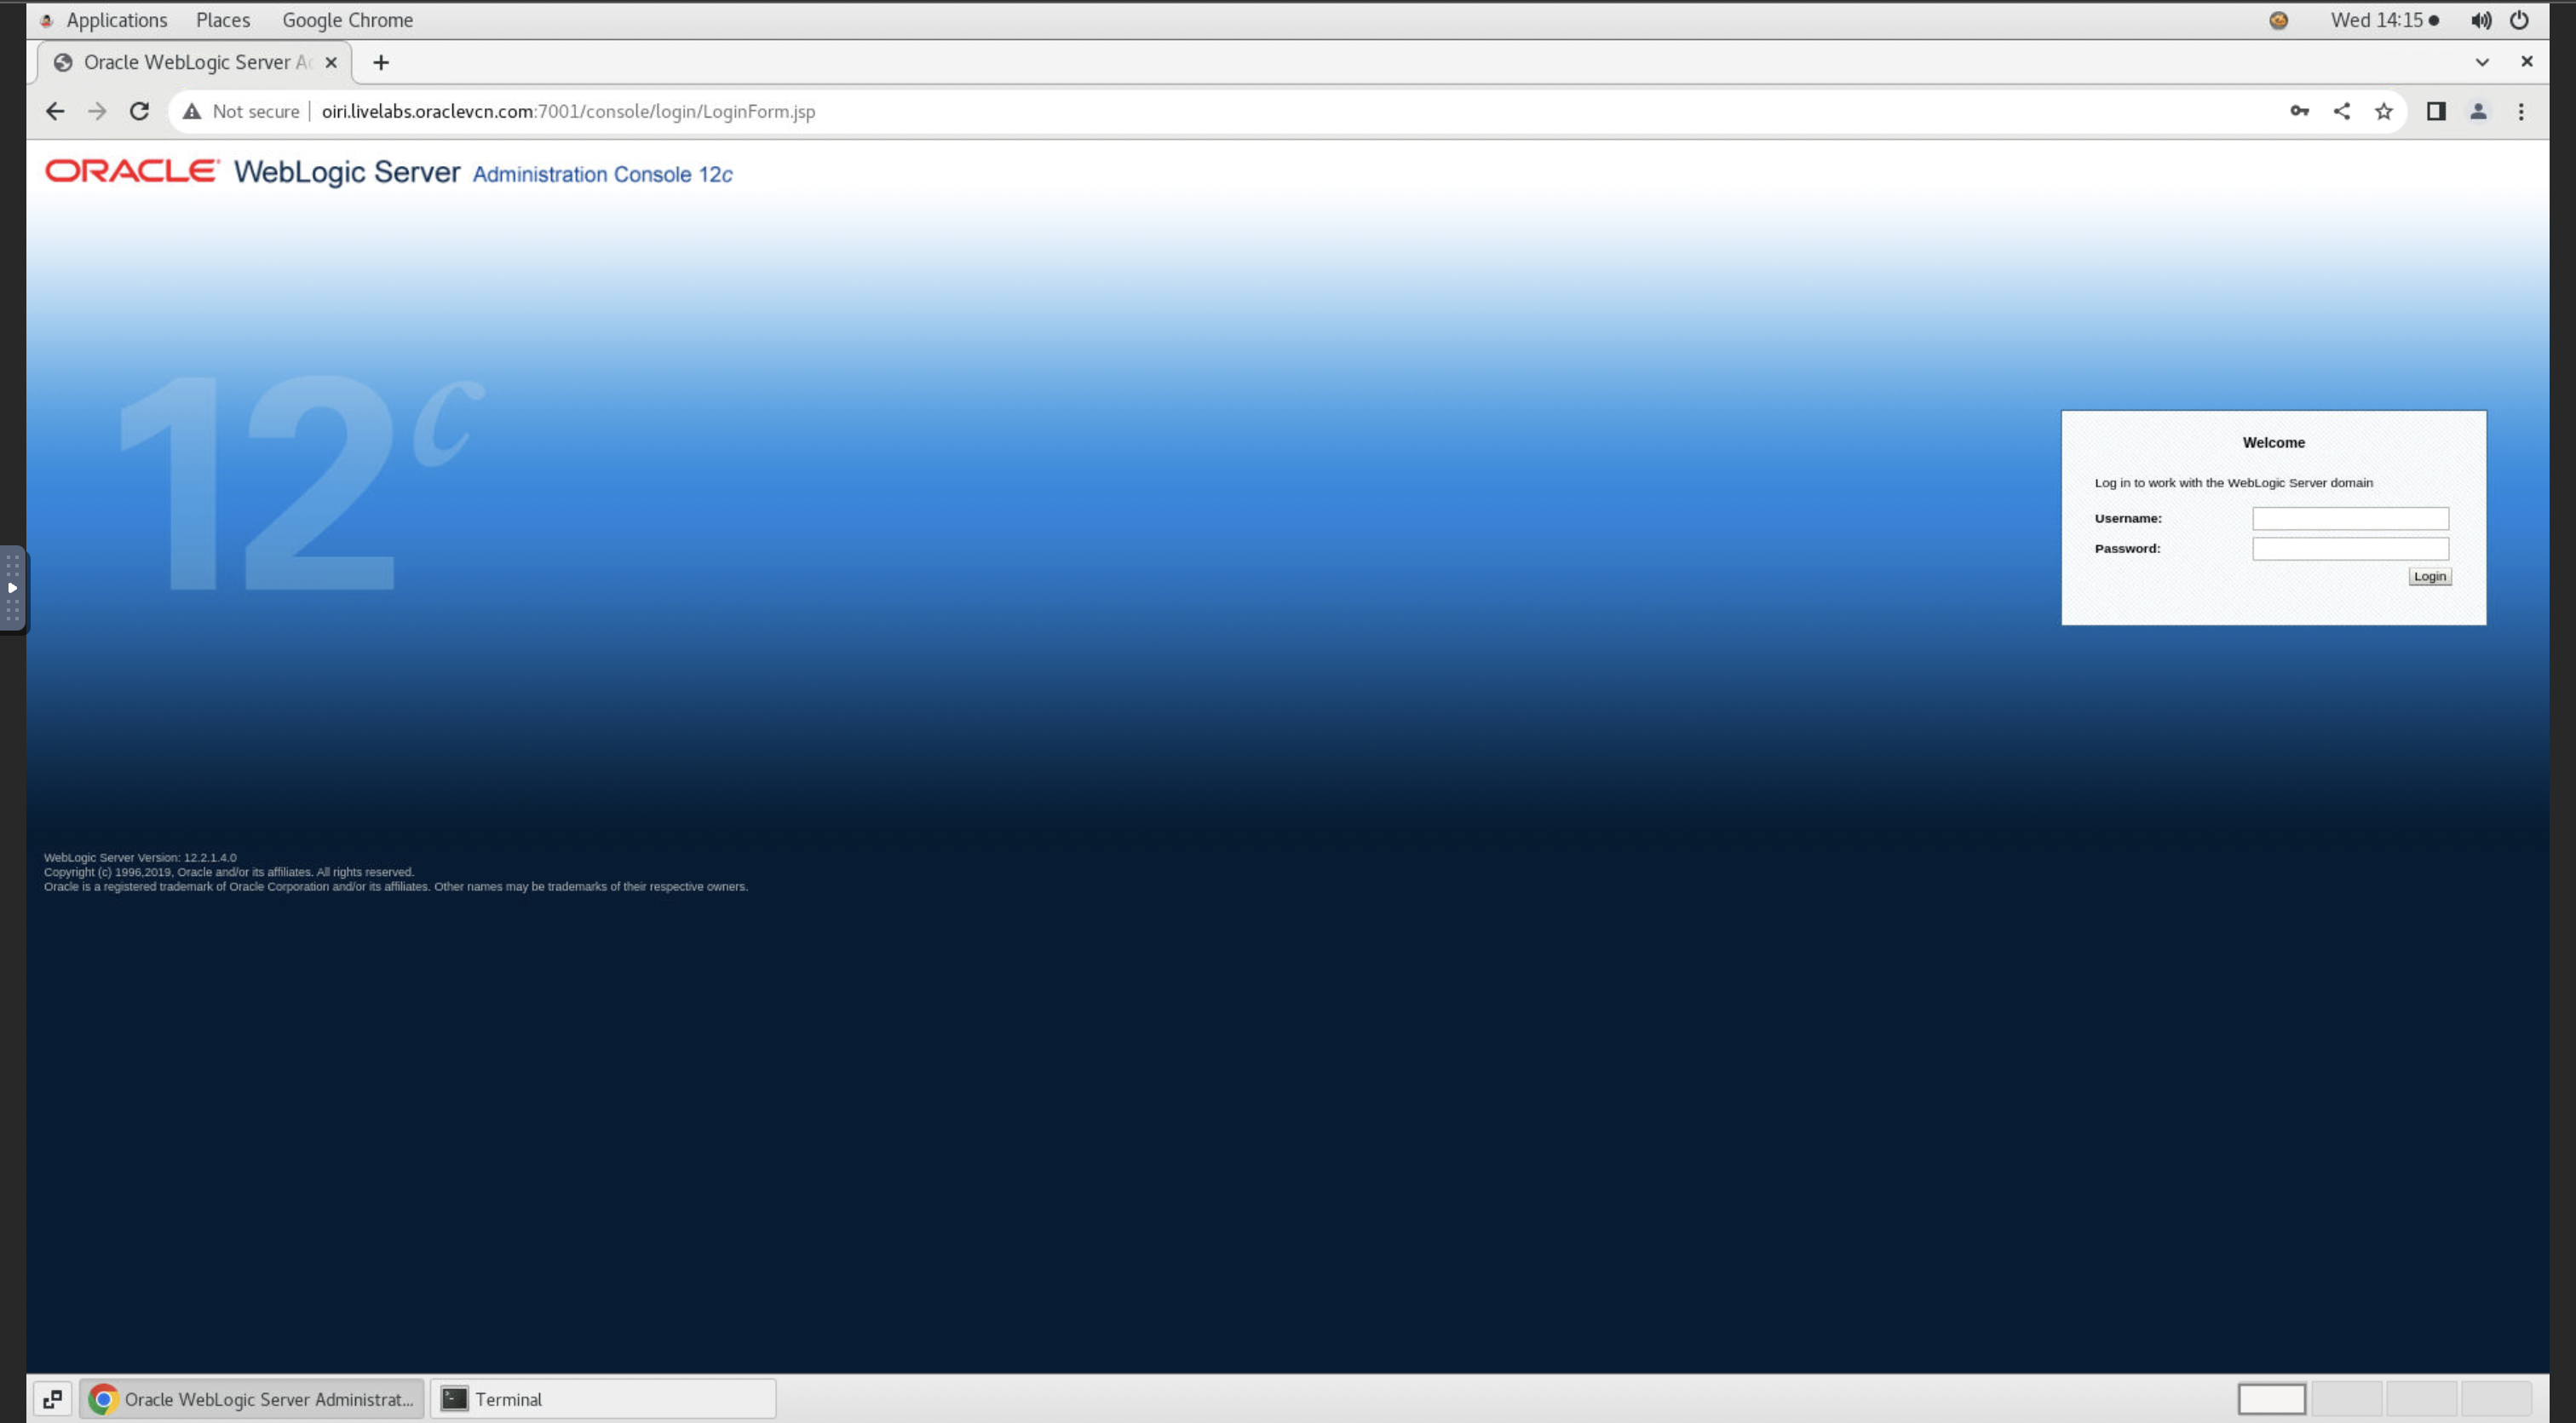 Applications Places Google Chrome Wed 14:15
Oracle WebLogic Server A
Not secure | oiri.livelabs.oraclevcn.com:7001/console/login/LoginForm.jsp
ORACLE WebLogic Server Administration Console 12c
12c
Welcome
Log in to work with the WebLogic Server domain
Username:
Password:
Login
WebLogic Server Version: 12.2.1.4.0
Copyright (c) 1996,2019, Oracle and/or its affiliates. All rights reserved.
Oracle is a registered trademark of Oracle Corporation and/or its affiliates. Other names may be trademarks of their respective owners.
Oracle WebLogic Server Administrat... Terminal